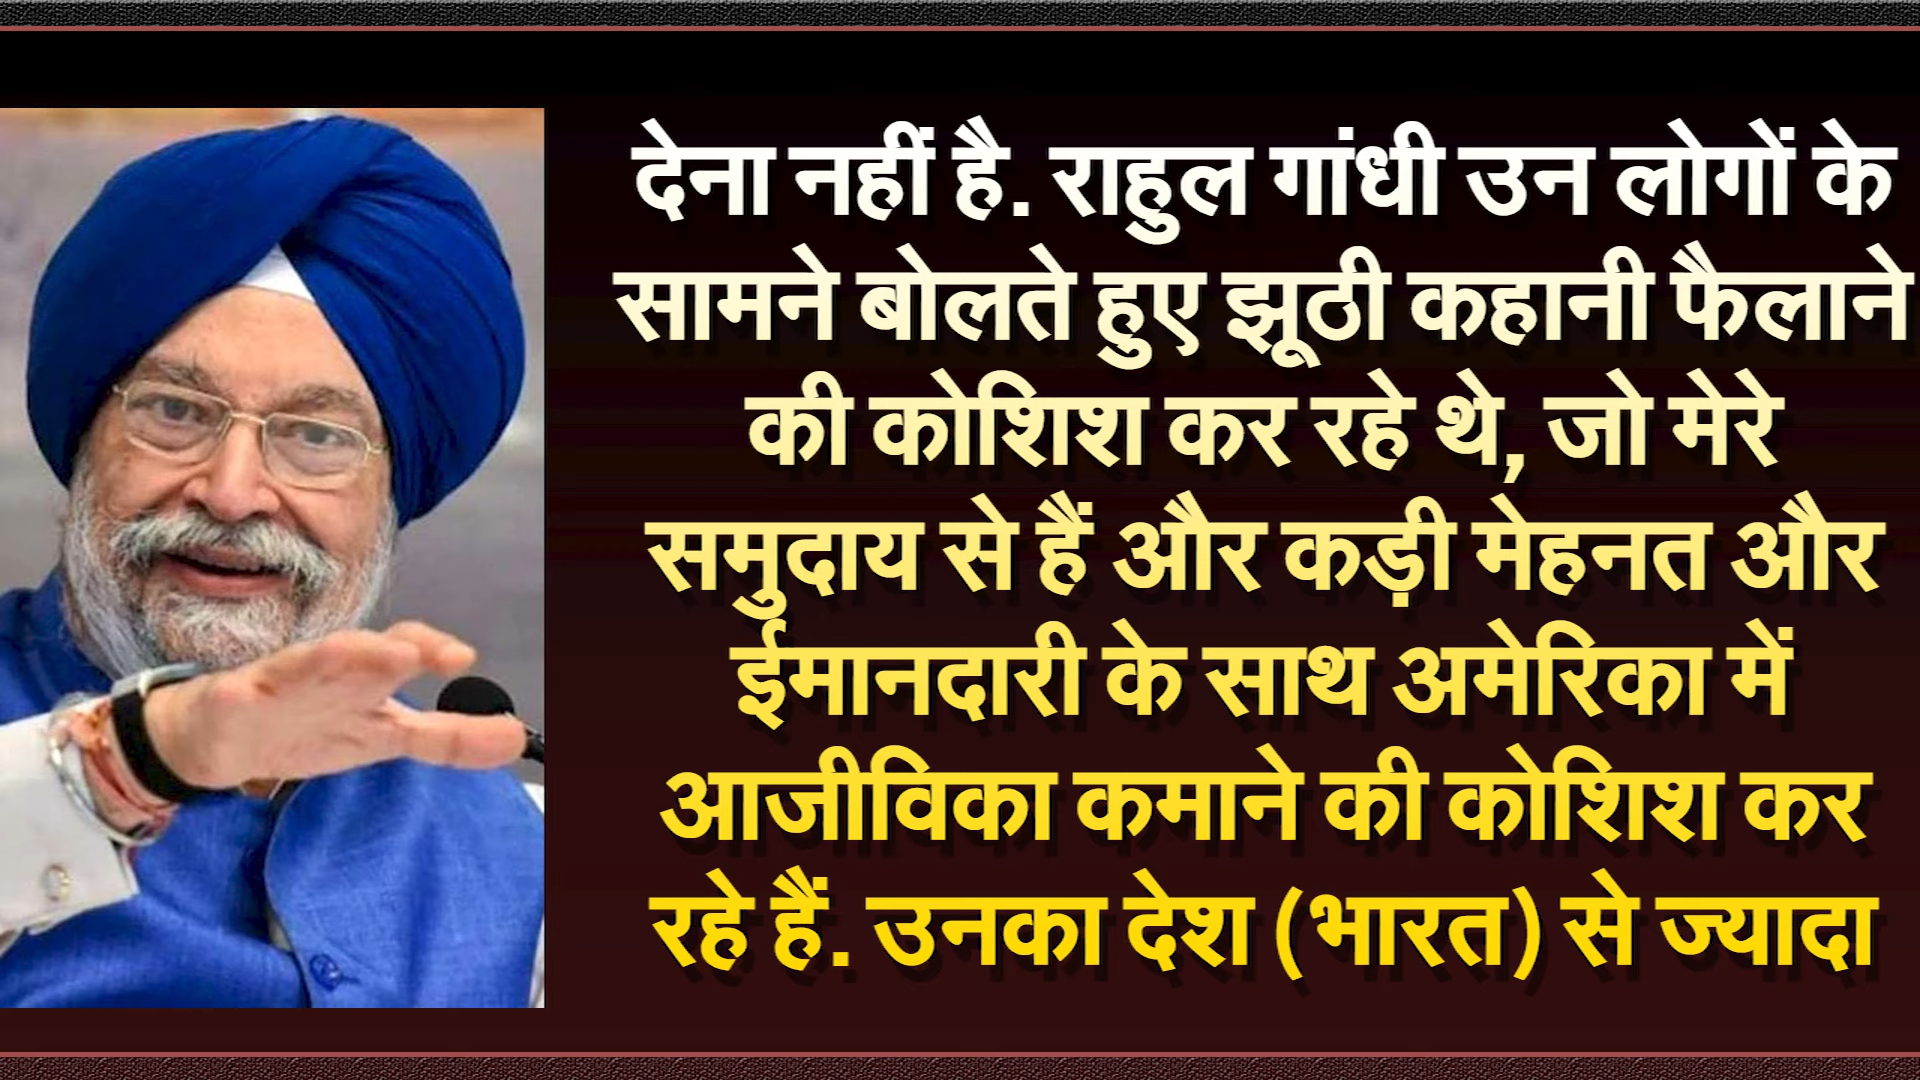 देना नहीं है. राहुल गांधी उन लोगों के
सामने बोलते हुए झूठी कहानी फैलाने
की कोशिश कर रहे थे, जो मेरे
समुदाय से हैं और कड़ी मेहनत और
ईमानदारी के साथ अमेरिका में
आजीविका कमाने की कोशिश कर
रहे हैं. उनका देश (भारत) से ज्यादा